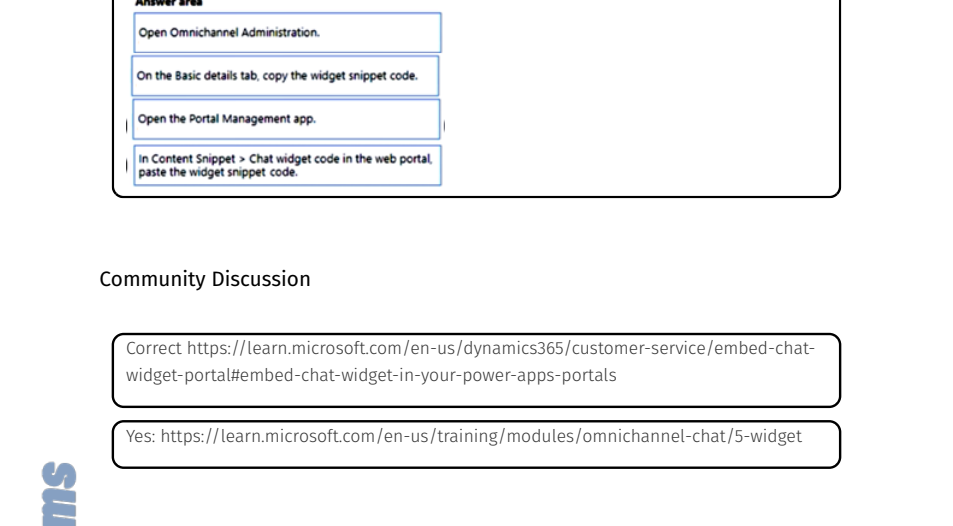 Answer area
Open Omnichannel Administration.
On the Basic details tab, copy the widget snippet code.
Open the Portal Management app.
In Content Snippet > Chat widget code in the web portal,
paste the widget snippet code.
Community Discussion
Correct https://learn.microsoft.com/en-us/dynamics365/customer-service/embed-chat-
widget-portal#embed-chat-widget-in-your-power-apps-portals
Yes: https://learn.microsoft.com/en-us/training/modules/omnichannel-chat/5-widget